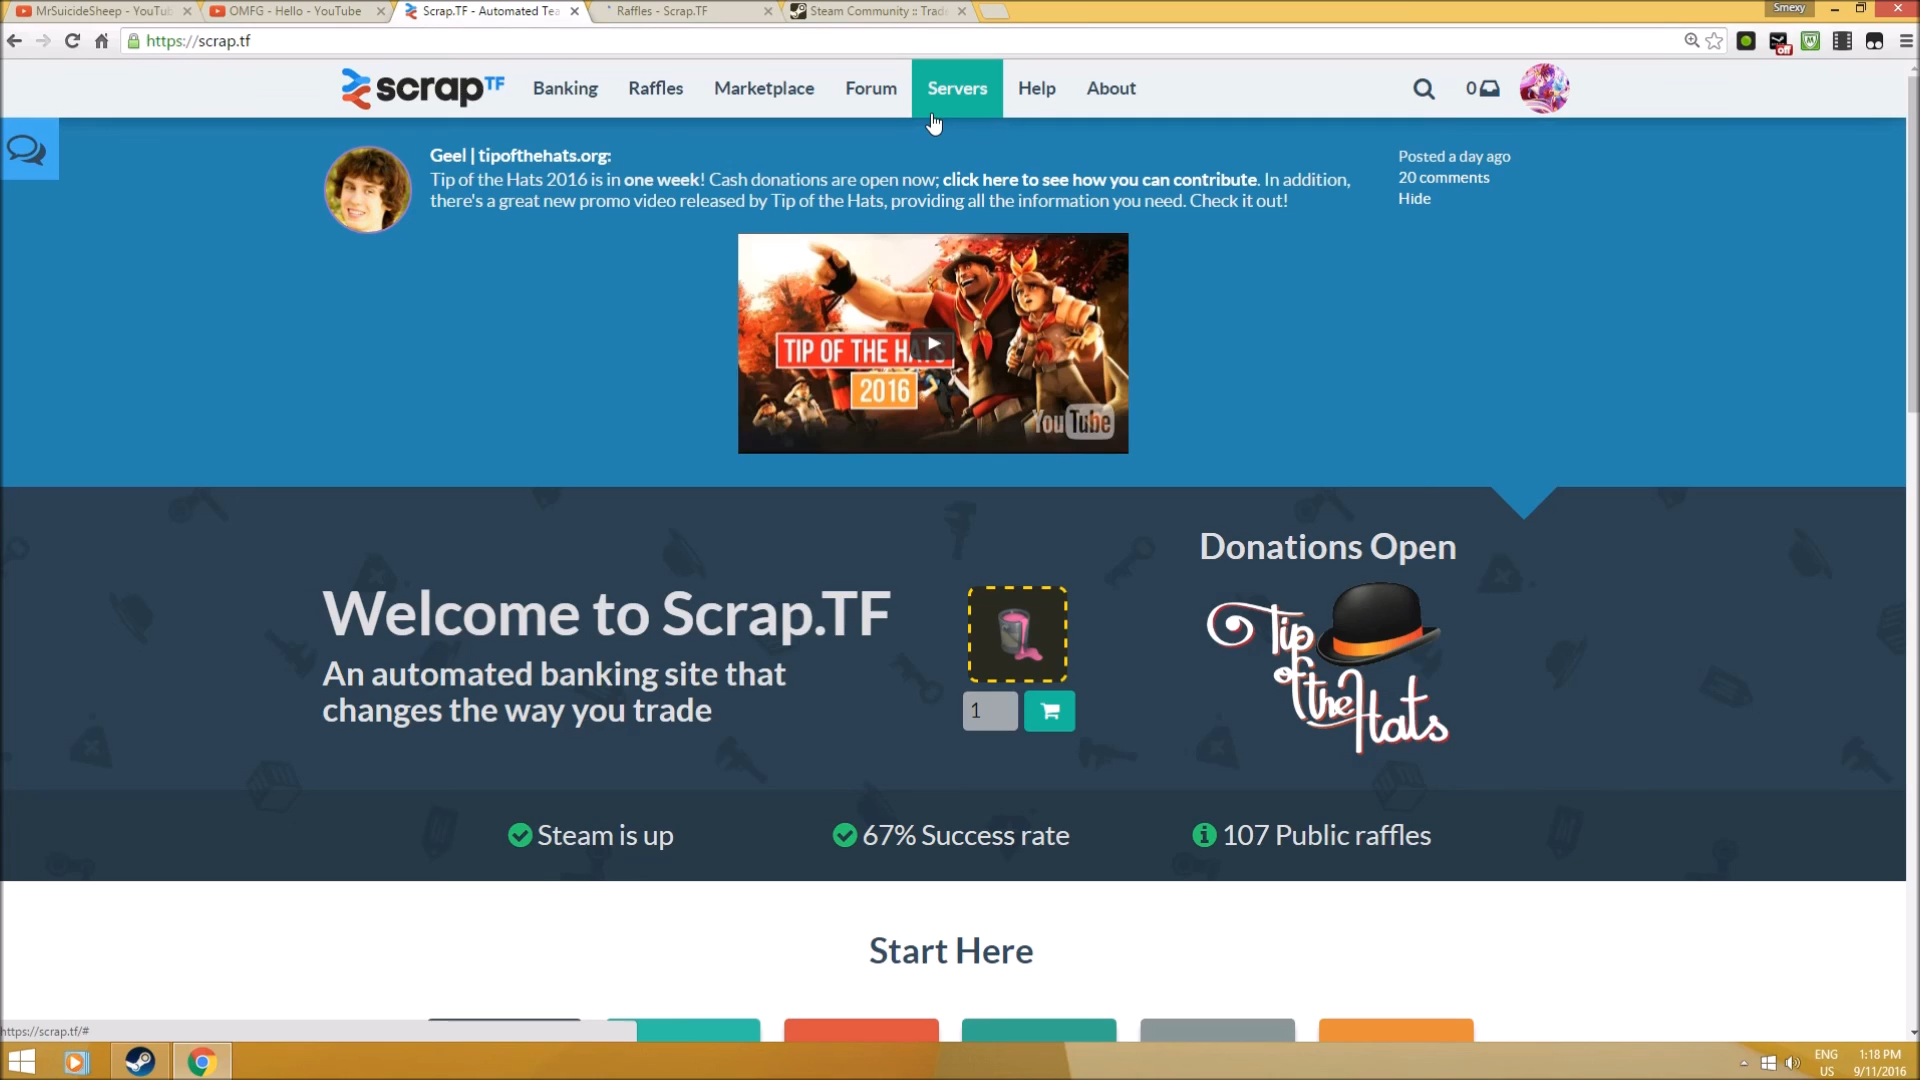 MrSuicideSheep - YouTu
OMFG - Hello - YouTube
Scrap.TF - Automated Tea
Raffles - Scrap.TF
Steam Community :: Trade
Smexy
https://scrap.tf
off
scrap TF
Banking
Raffles
Marketplace
Forum
Servers
Help
About
0
Geel | tipofthehats.org:
Tip of the Hats 2016 is in one week! Cash donations are open now; click here to see how you can contribute. In addition,
there's a great new promo video released by Tip of the Hats, providing all the information you need. Check it out!
Posted a day ago
20 comments
Hide
TIP OF THE HATS
2016
YouTube
Donations Open
Welcome to Scrap.TF
An automated banking site that
changes the way you trade
1
Tip
of
the
Hats
Steam is up
67% Success rate
107 Public raffles
Start Here
https://scrap.tf/#
ENG
US
1:18 PM
9/11/2016